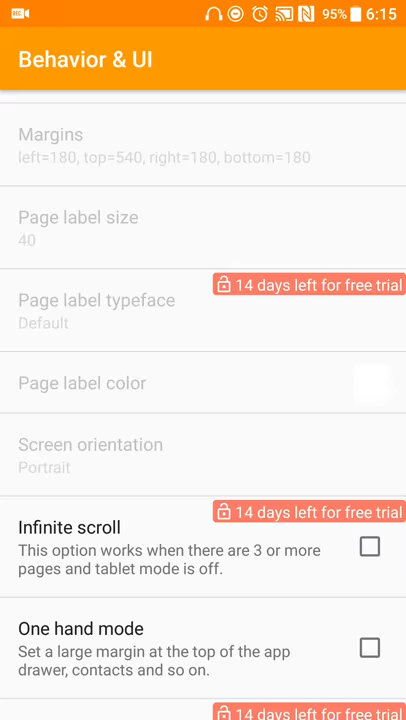 REC
95%
6:15
Behavior & UI
Margins
left=180, top=540, right=180, bottom=180
Page label size
40
14 days left for free trial
Page label typeface
Default
Page label color
Screen orientation
Portrait
14 days left for free trial
Infinite scroll
This option works when there are 3 or more
pages and tablet mode is off.
One hand mode
Set a large margin at the top of the app
drawer, contacts and so on.
14 days left for free trial